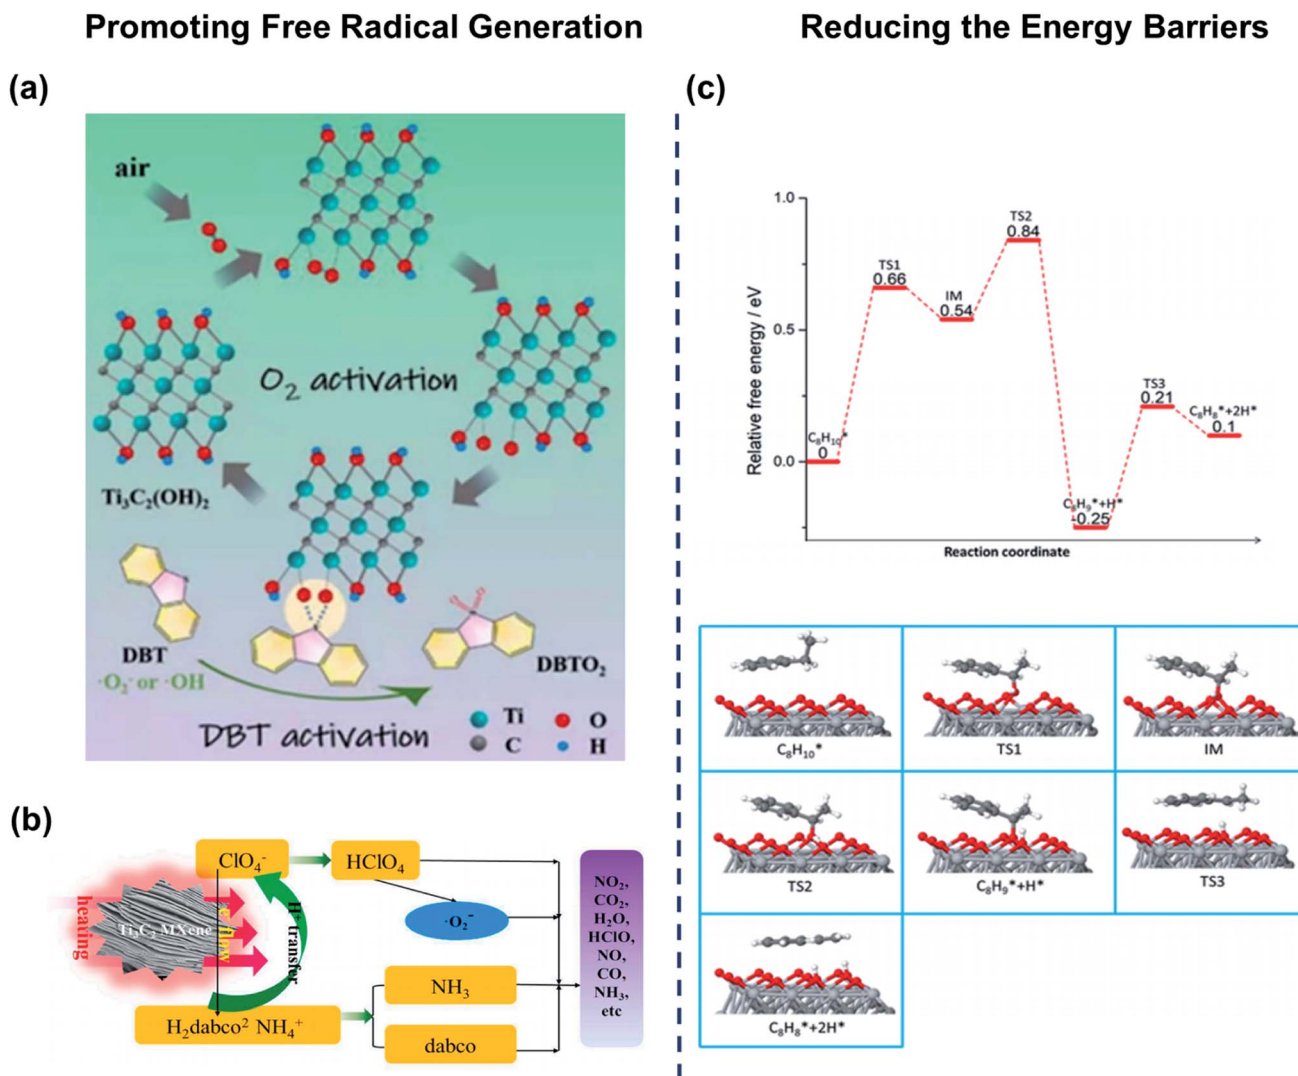 Promoting Free Radical Generation
Reducing the Energy Barriers
(a)
air
O₂ activation
Ti₃C₂(OH)₂
DBT
·O₂⁻ or ·OH
DBTO₂
DBT activation
Ti
O
C
H
(b)
heating
Ti₃C₂ MXene
e⁻ flow
H⁺ transfer
ClO₄⁻
HClO₄
·O₂⁻
NH₃
H₂dabco² NH₄⁺
dabco
NO₂,
CO₂,
H₂O,
HClO,
NO,
CO,
NH₃,
etc
(c)
Relative free energy / eV
1.0
0.5
0.0
C₈H₁₀*
0
TS1
0.66
IM
0.54
TS2
0.84
C₈H₉*+H*
-0.25
TS3
0.21
C₈H₈*+2H*
0.1
Reaction coordinate
C₈H₁₀*
TS1
IM
TS2
C₈H₉*+H*
TS3
C₈H₈*+2H*